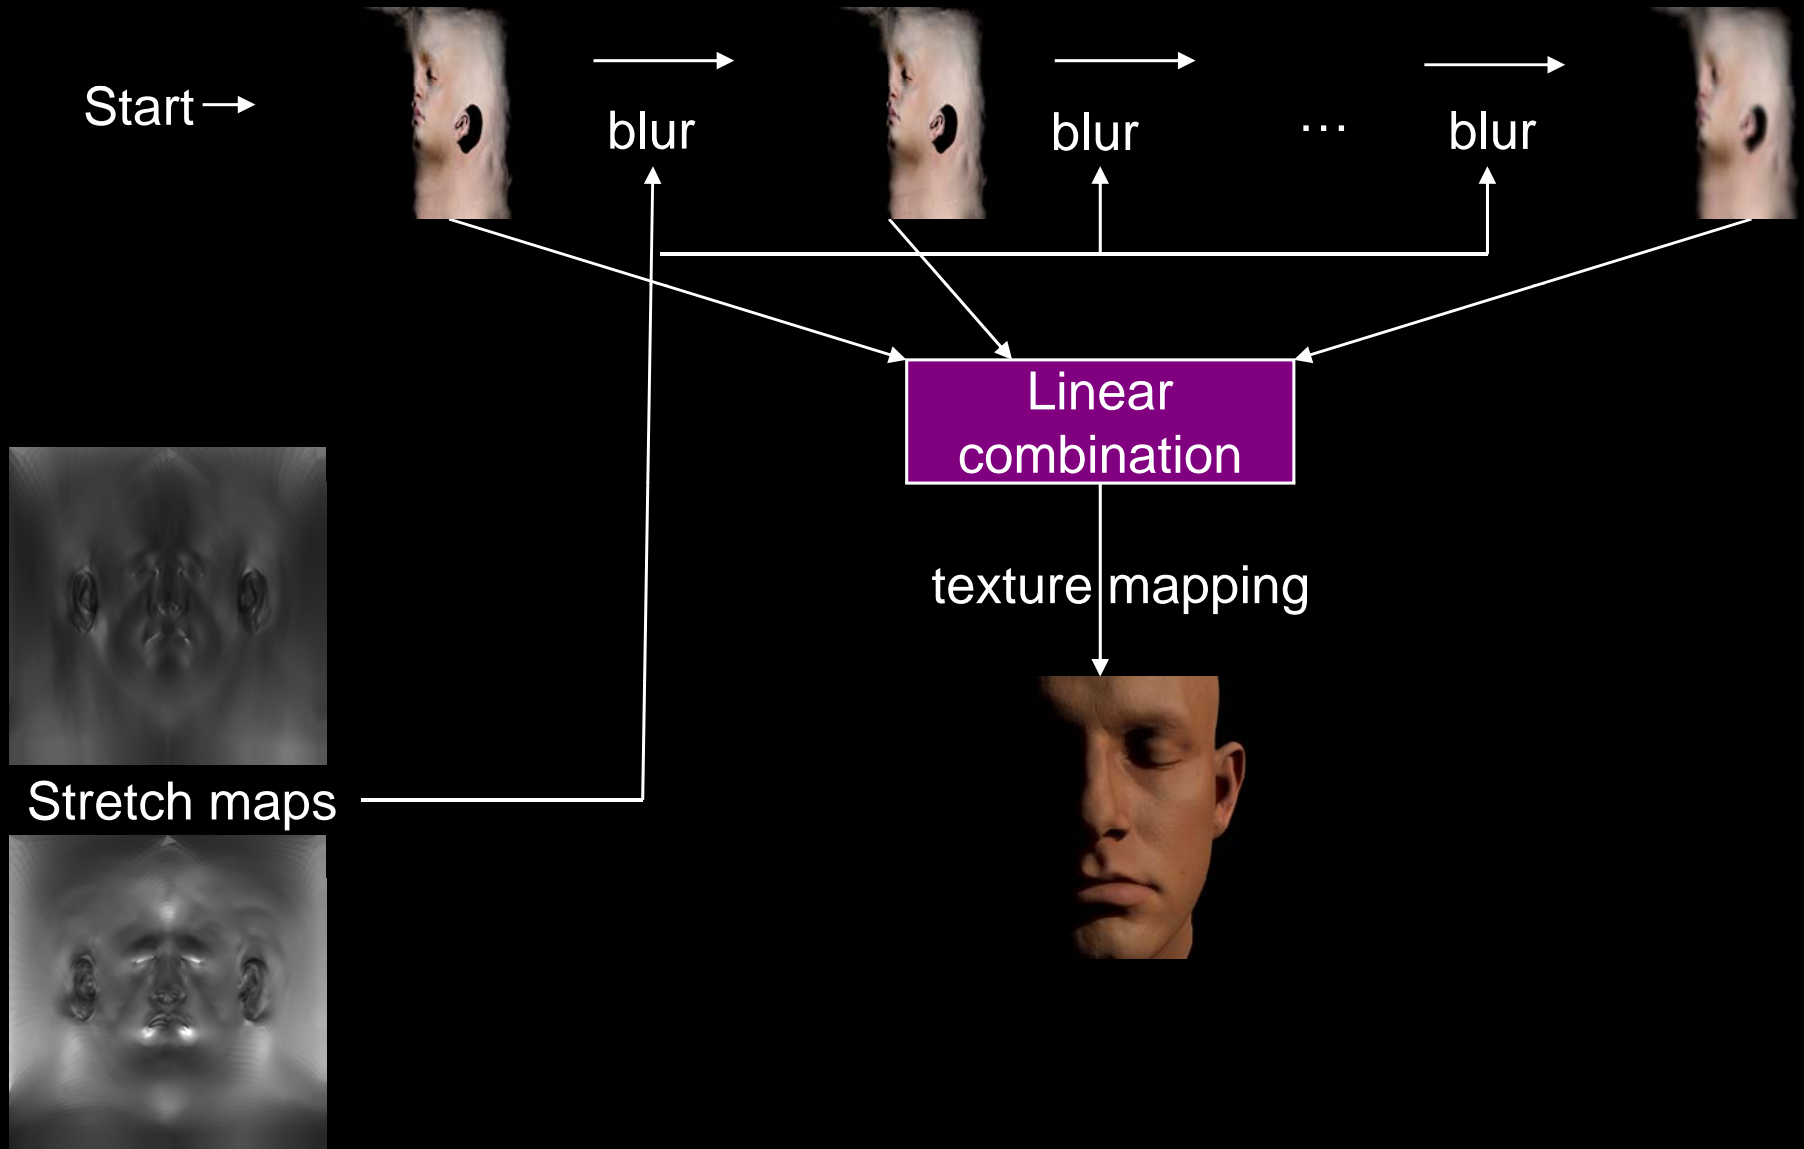 Start
blur
blur
...
blur
Linear
combination
texture mapping
Stretch maps